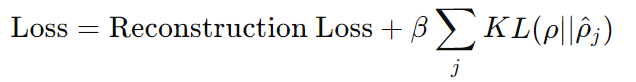 Loss = Reconstruction Loss + β ∑_j KL(ρ||ρ̂_j)